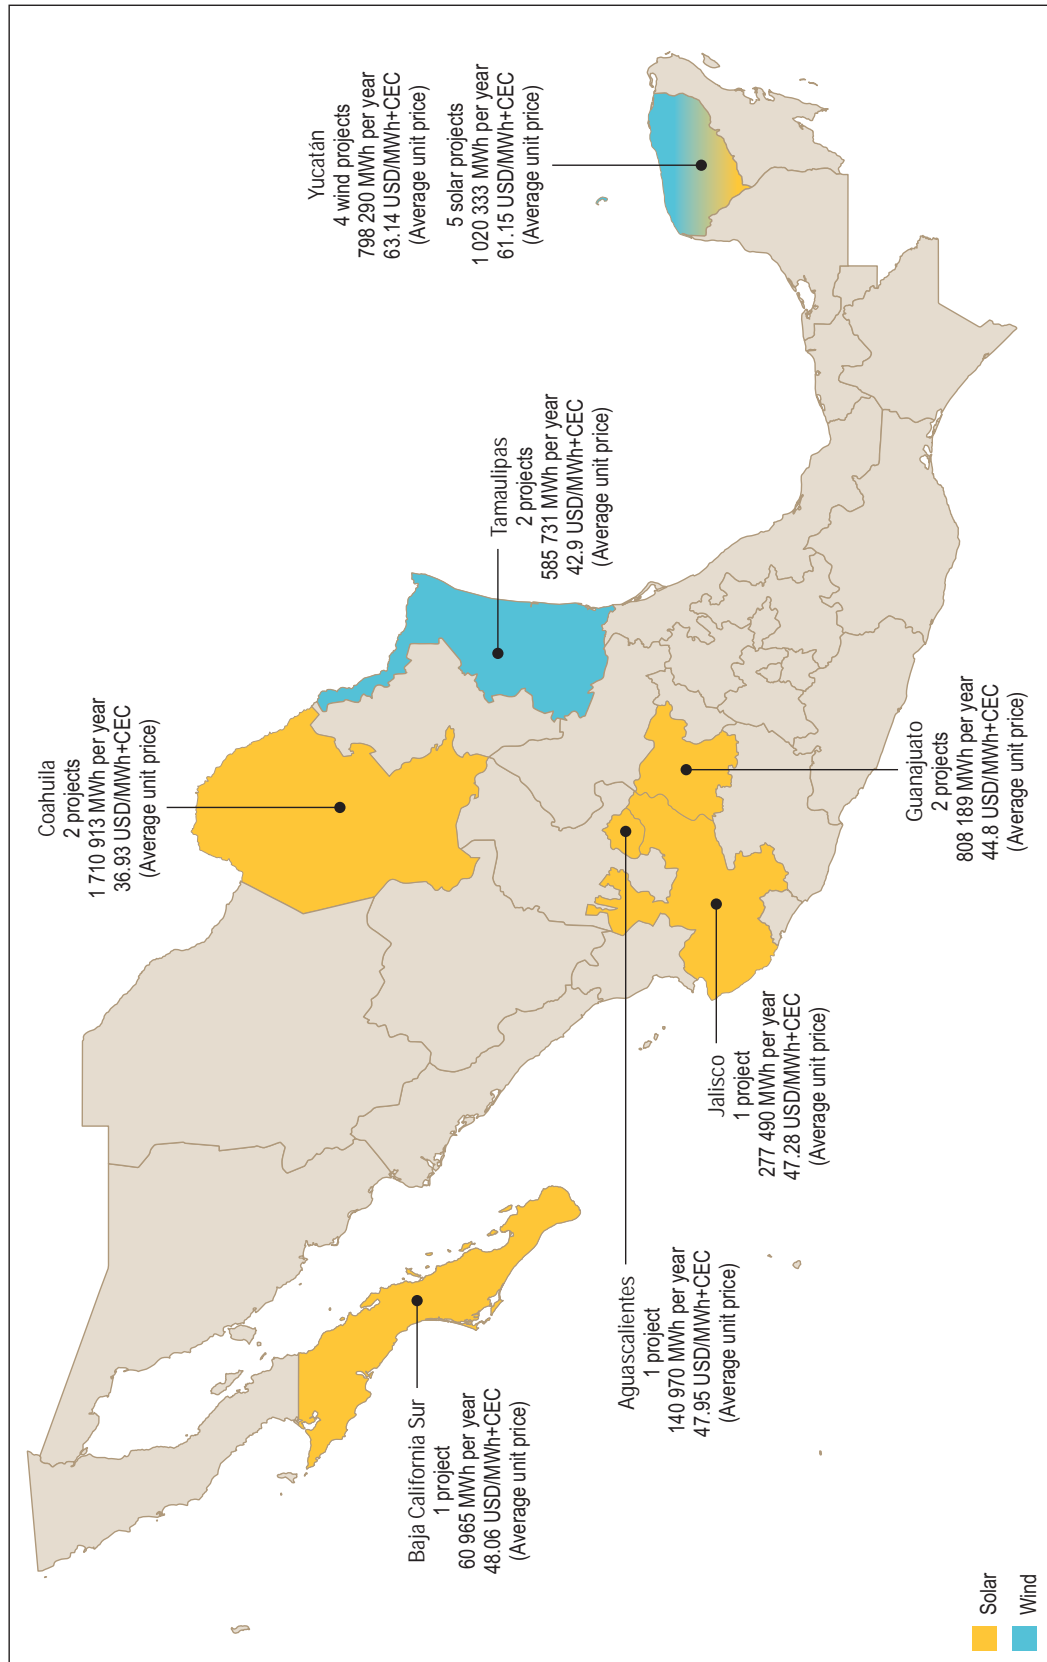 Coahuila
2 projects
1 710 913 MWh per year
36.93 USD/MWh+CEC
(Average unit price)
Yucatán
4 wind projects
798 290 MWh per year
63.14 USD/MWh+CEC
(Average unit price)
5 solar projects
1 020 333 MWh per year
61.15 USD/MWh+CEC
(Average unit price)
Tamaulipas
2 projects
585 731 MWh per year
42.9 USD/MWh+CEC
(Average unit price)
Baja California Sur
1 project
60 965 MWh per year
48.06 USD/MWh+CEC
(Average unit price)
Aguascalientes
1 project
140 970 MWh per year
47.95 USD/MWh+CEC
(Average unit price)
Jalisco
1 project
277 490 MWh per year
47.28 USD/MWh+CEC
(Average unit price)
Guanajuato
2 projects
808 189 MWh per year
44.8 USD/MWh+CEC
(Average unit price)
Solar
Wind